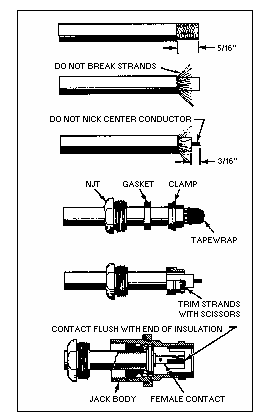 5/16"
DO NOT BREAK STRANDS
DO NOT NICK CENTER CONDUCTOR
3/16"
NUT GASKET CLAMP
TAPEWRAP
TRIM STRANDS
WITH SCISSORS
CONTACT FLUSH WITH END OF INSULATION
JACK BODY FEMALE CONTACT